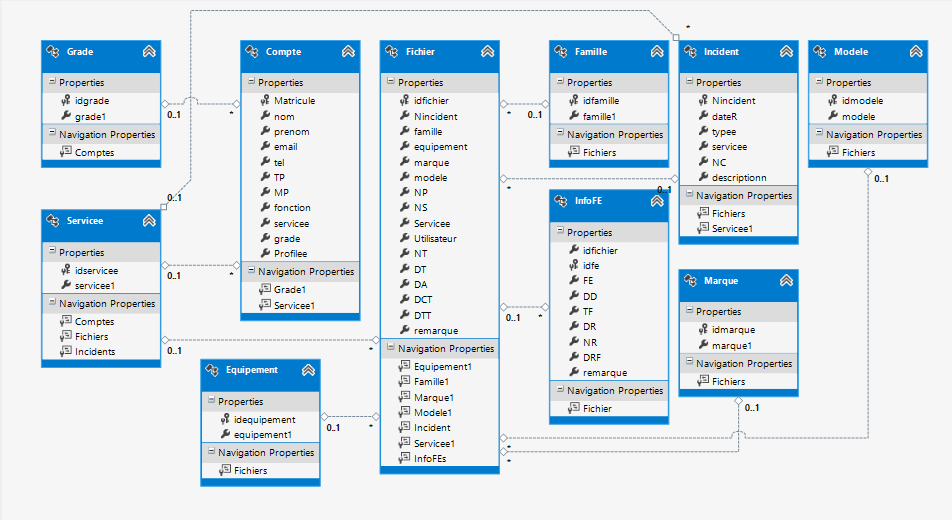 Grade
Properties
idgrade
grade1
Navigation Properties
Comptes
Compte
Properties
Matricule
nom
prenom
email
tel
TP
MP
fonction
servicee
grade
Profilee
Navigation Properties
Grade1
Servicee1
Fichier
Properties
idfichier
Nincident
famille
equipement
marque
modele
NP
NS
Servicee
Utilisateur
NT
DT
DA
DCT
DTT
remarque
Navigation Properties
Equipement1
Famille1
Marque1
Modele1
Incident
Servicee1
InfoFEs
Famille
Properties
idfamille
famille1
Navigation Properties
Fichiers
Incident
Properties
Nincident
dateR
typee
servicee
NC
descriptionn
Navigation Properties
Fichiers
Servicee1
Modele
Properties
idmodele
modele
Navigation Properties
Fichiers
Servicee
Properties
idservicee
servicee1
Navigation Properties
Comptes
Fichiers
Incidents
InfoFE
Properties
idfichier
idfe
FE
DD
TF
DR
NR
DRF
remarque
Navigation Properties
Fichier
Marque
Properties
idmarque
marque1
Navigation Properties
Fichiers
Equipement
Properties
idequipement
equipement1
Navigation Properties
Fichiers
0..1
*
0..1
*
0..1
*
0..1
*
0..1
*
*
0..1
*
0..1
0..1
*
0..1
*
0..1
*